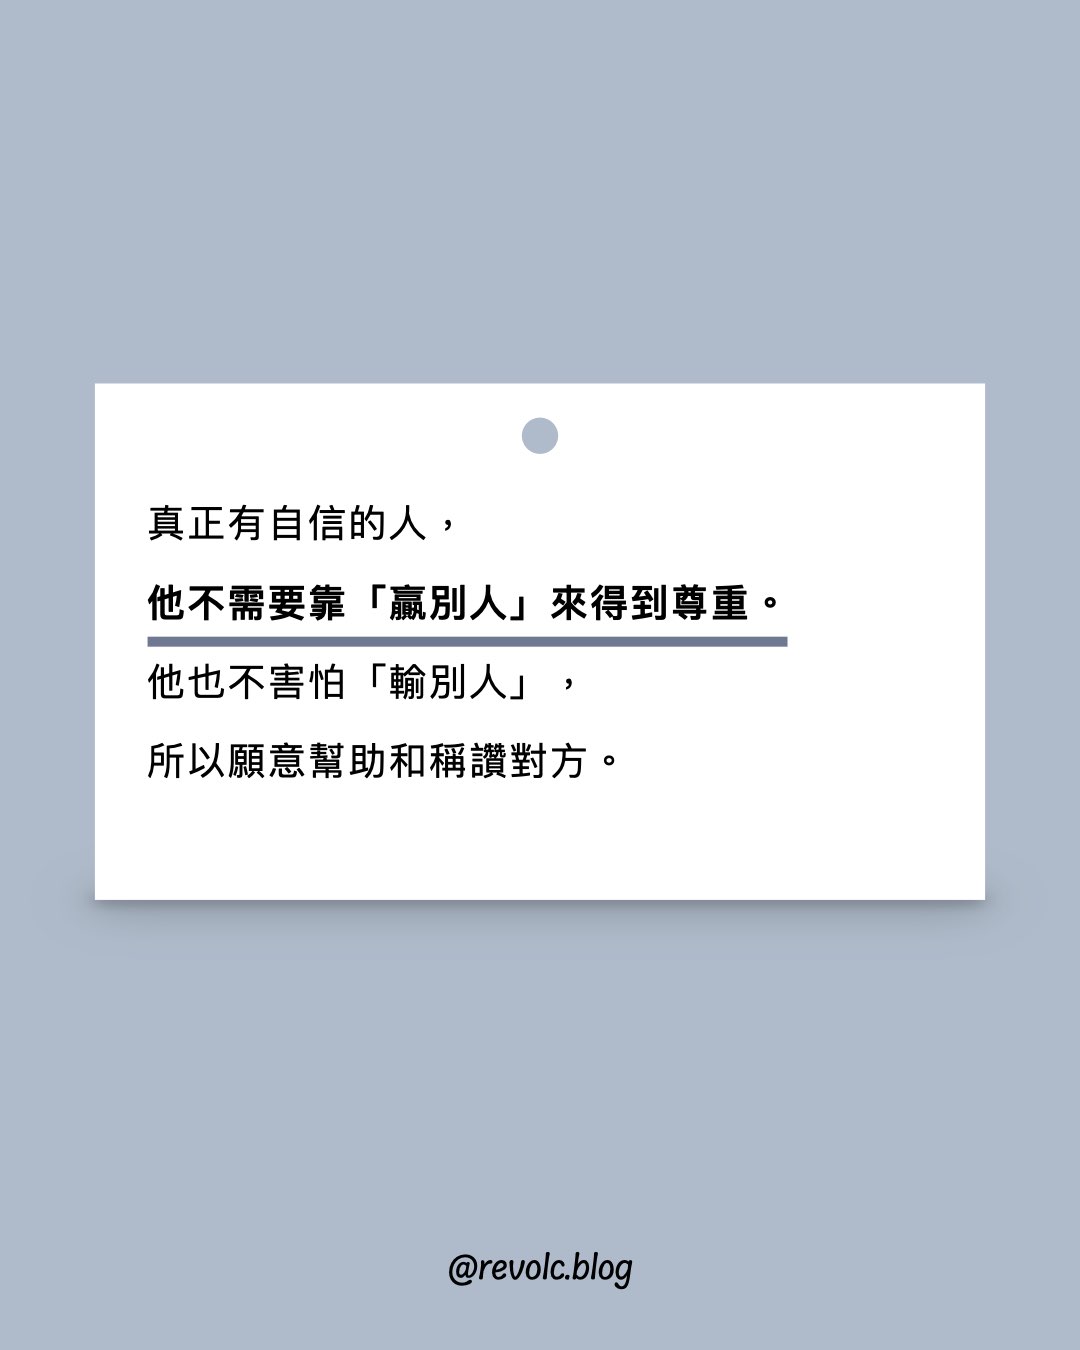 真正有自信的人，
他不需要靠「贏別人」來得到尊重。
他也不害怕「輸別人」，
所以願意幫助和稱讚對方。
@revolc.blog